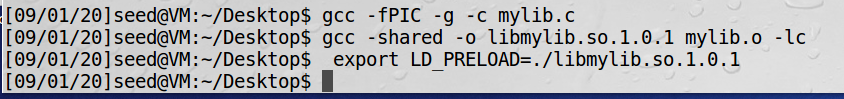 [09/01/20]seed@VM:~/Desktop$ gcc -fPIC -g -c mylib.c
[09/01/20]seed@VM:~/Desktop$ gcc -shared -o libmylib.so.1.0.1 mylib.o -lc
[09/01/20]seed@VM:~/Desktop$  export LD_PRELOAD=./libmylib.so.1.0.1
[09/01/20]seed@VM:~/Desktop$